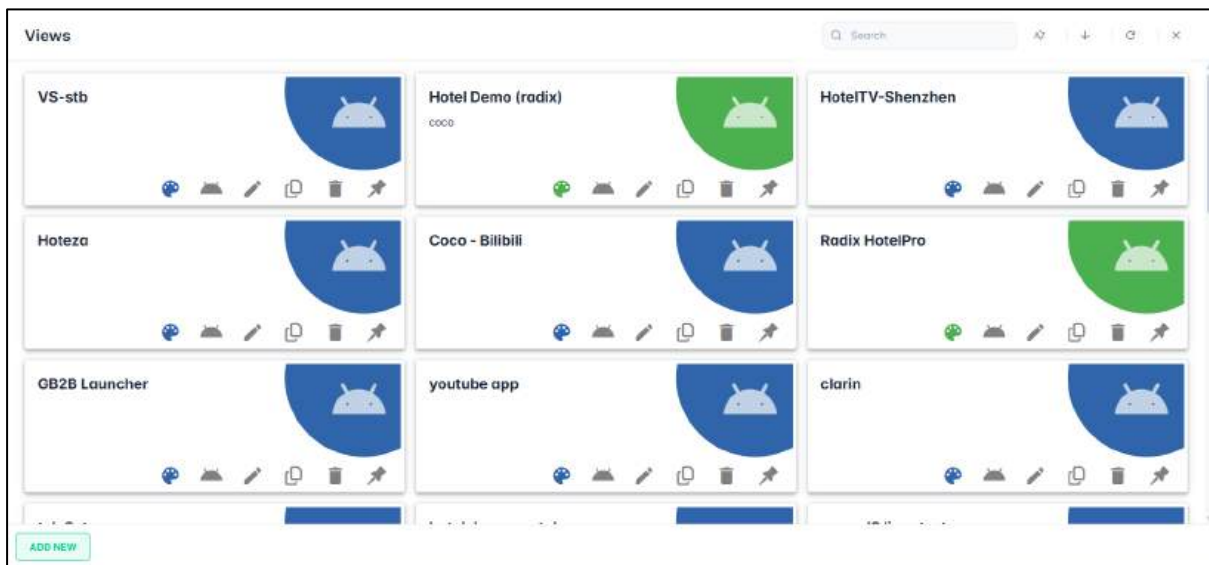 Views
Search
VS-stb
Hotel Demo (radix)
coco
HotelTV-Shenzhen
Hoteza
Coco - Bilibili
Radix HotelPro
GB2B Launcher
youtube app
clarin
ADD NEW